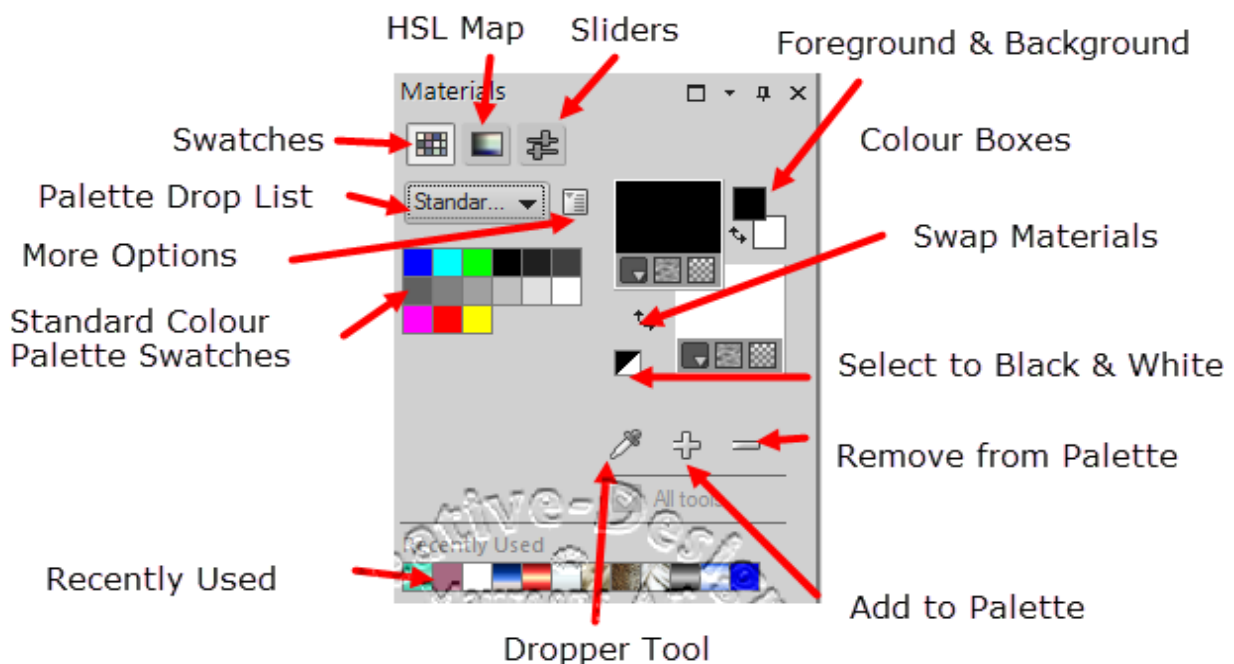 HSL Map
Sliders
Foreground & Background
Materials
Swatches
Colour Boxes
Palette Drop List
Standar...
More Options
Swap Materials
Standard Colour
Palette Swatches
Select to Black & White
Remove from Palette
All tools
Recently Used
Recently Used
Add to Palette
Dropper Tool